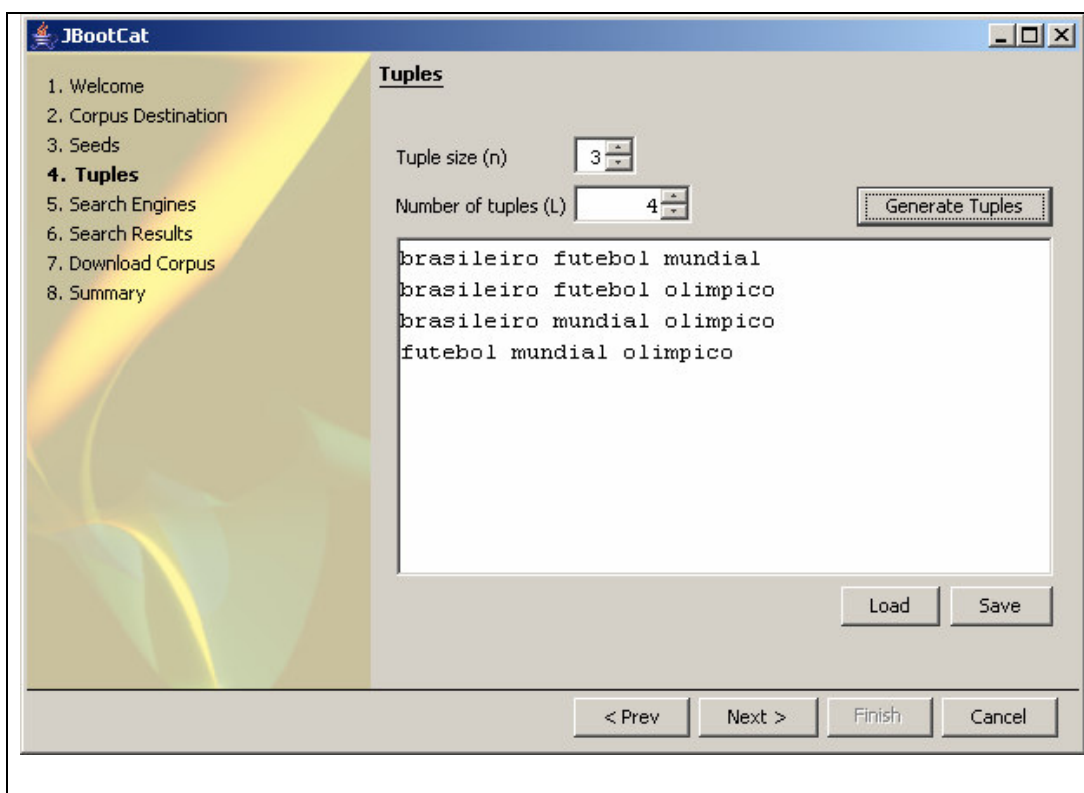 JBootCat
1. Welcome
2. Corpus Destination
3. Seeds
4. Tuples
5. Search Engines
6. Search Results
7. Download Corpus
8. Summary
Tuples
Tuple size (n) 3
Number of tuples (L) 4 Generate Tuples
brasileiro futebol mundial
brasileiro futebol olimpico
brasileiro mundial olimpico
futebol mundial olimpico
Load Save
< Prev Next > Finish Cancel